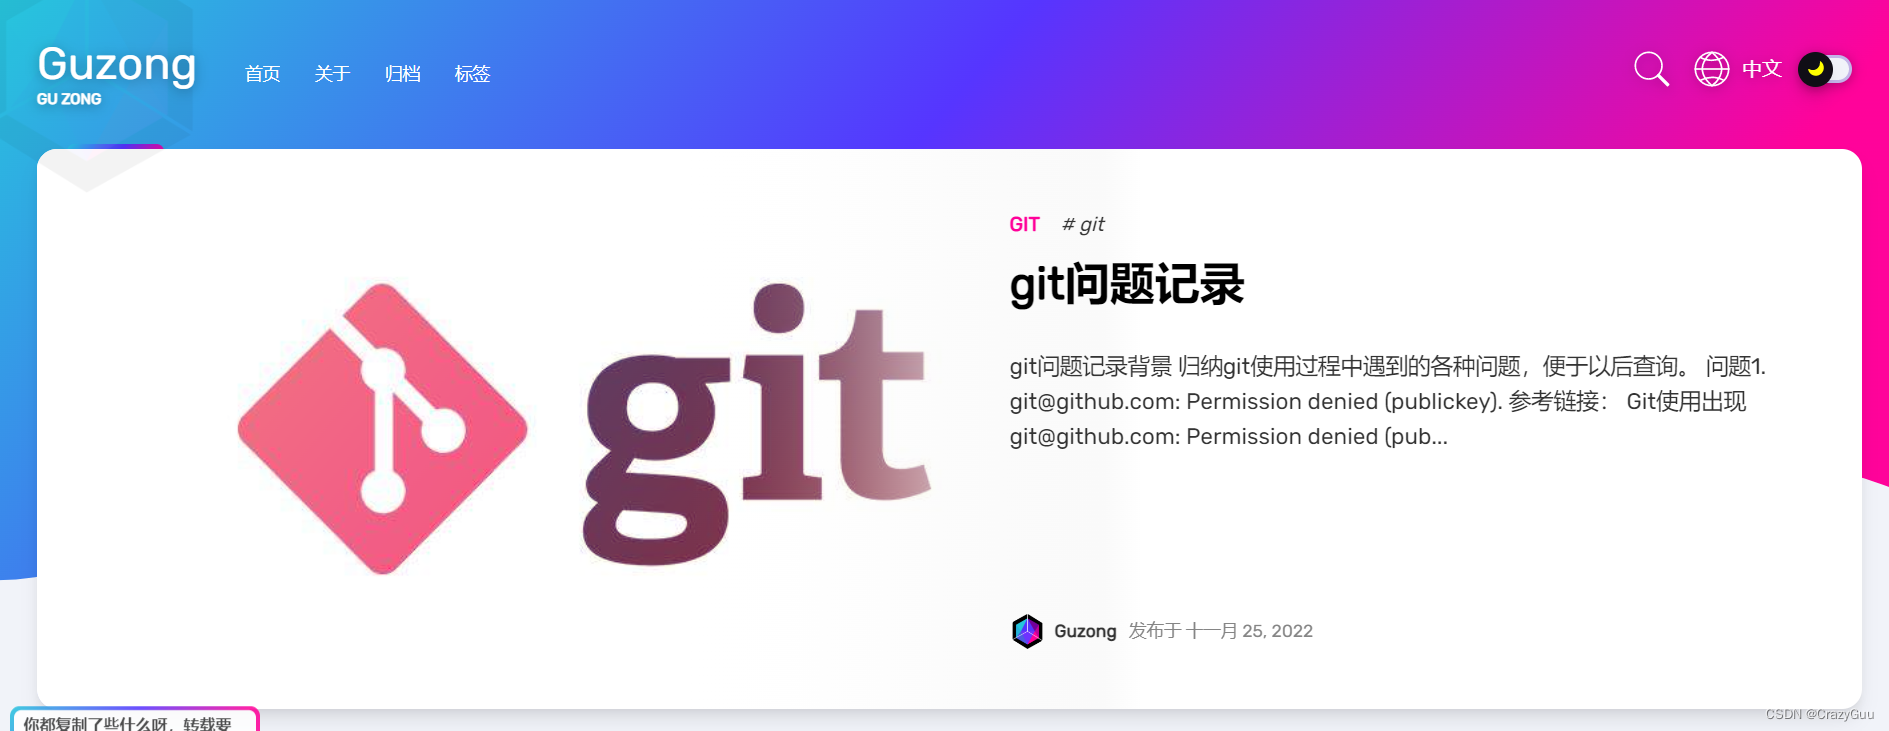 Guzong
GU ZONG
首页 关于 归档 标签
中文
GIT # git
git问题记录
git
git问题记录背景 归纳git使用过程中遇到的各种问题，便于以后查询。 问题1.
git@github.com: Permission denied (publickey). 参考链接： Git使用出现
git@github.com: Permission denied (pub...
Guzong 发布于 十一月 25, 2022
你都复制了些什么呀，转载要
CSDN @CrazyGuu